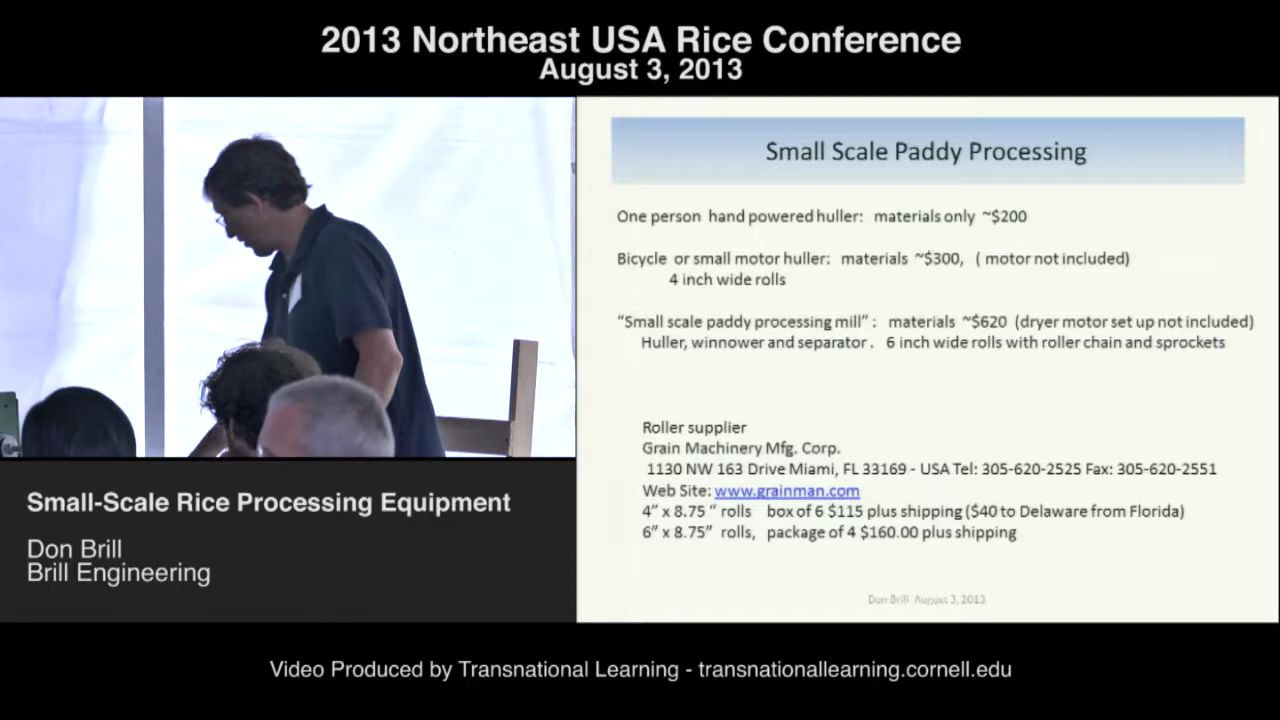 2013 Northeast USA Rice Conference
August 3, 2013
Small Scale Paddy Processing
One person hand powered huller: materials only ~$200
Bicycle or small motor huller: materials ~$300, ( motor not included)
4 inch wide rolls
“Small scale paddy processing mill” : materials ~$620 (dryer motor set up not included)
Huller, winnower and separator . 6 inch wide rolls with roller chain and sprockets
Roller supplier
Grain Machinery Mfg. Corp.
1130 NW 163 Drive Miami, FL 33169 - USA Tel: 305-620-2525 Fax: 305-620-2551
Web Site: www.grainman.com
4” x 8.75 “ rolls box of 6 $115 plus shipping ($40 to Delaware from Florida)
6” x 8.75” rolls, package of 4 $160.00 plus shipping
Don Brill August 3, 2013
Small-Scale Rice Processing Equipment
Don Brill
Brill Engineering
Video Produced by Transnational Learning - transnationallearning.cornell.edu